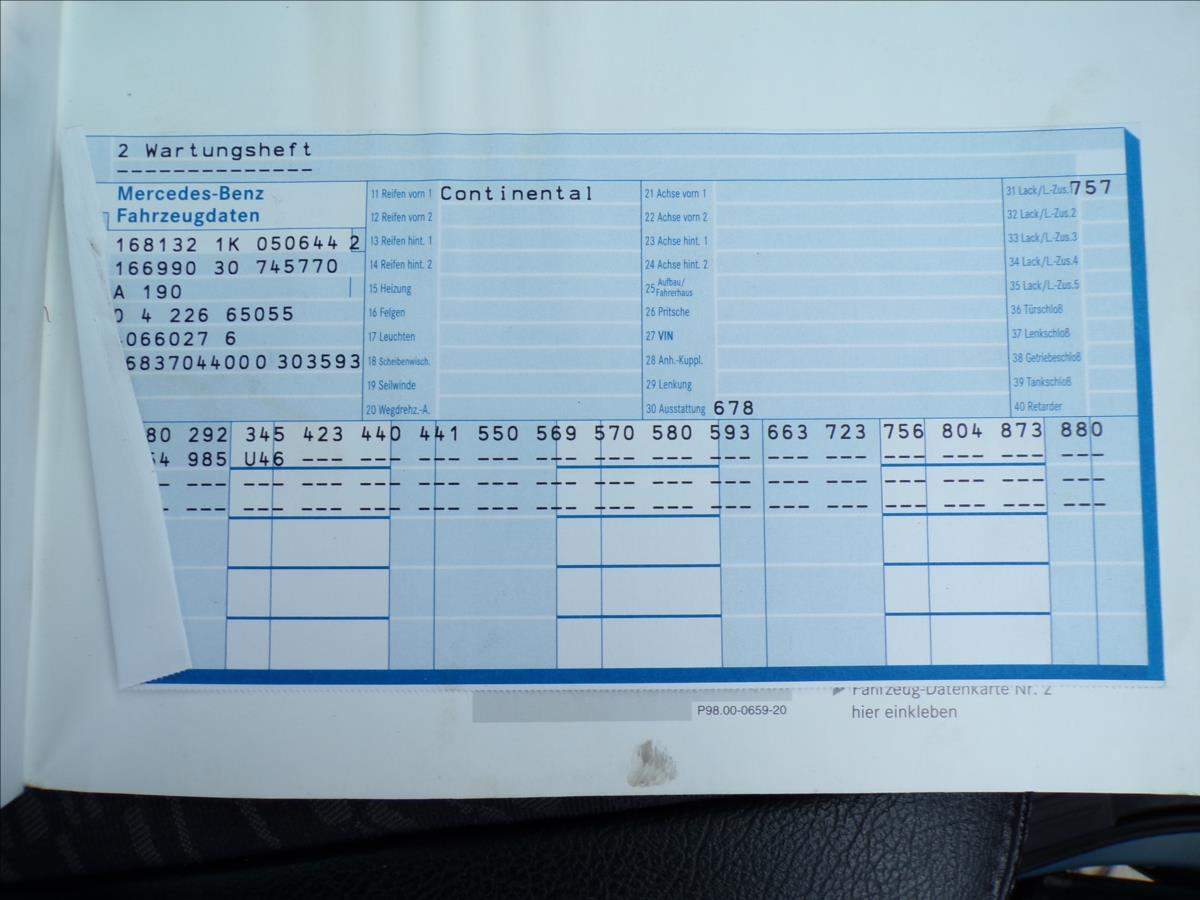 2 Wartungsheft
Mercedes-Benz
Fahrzeugdaten
168132 1K 050644 2
166990 30 745770
A 190
0 4 226 65055
066027 6
6837044000 303593
11 Reifen vorn 1 Continental
12 Reifen vorn 2
13 Reifen hint. 1
14 Reifen hint. 2
15 Heizung
16 Felgen
17 Leuchten
18 Scheibenwisch.
19 Seilwinde
20 Wegdrehz.-A.
21 Achse vorn 1
22 Achse vorn 2
23 Achse hint. 1
24 Achse hint. 2
25 Aufbau/
Fahrerhaus
26 Pritsche
27 VIN
28 Anh.-Kuppl.
29 Lenkung
30 Ausstattung 678
31 Lack/L.-Zus.1 757
32 Lack/L.-Zus.2
33 Lack/L.-Zus.3
34 Lack/L.-Zus.4
35 Lack/L.-Zus.5
36 Türschloß
37 Lenkschloß
38 Getriebeschloß
39 Tankschloß
40 Retarder
80 292 345 423 440 441 550 569 570 580 593 663 723 756 804 873 880
4 985 U46 --- --- --- --- --- --- --- --- --- --- --- --- --- ---
- --- --- --- --- --- --- --- --- --- --- --- --- --- --- --- ---
- --- --- --- --- --- --- --- --- --- --- --- --- --- --- --- ---
P98.00-0659-20
Fahrzeug-Datenkarte Nr. 2
hier einkleben